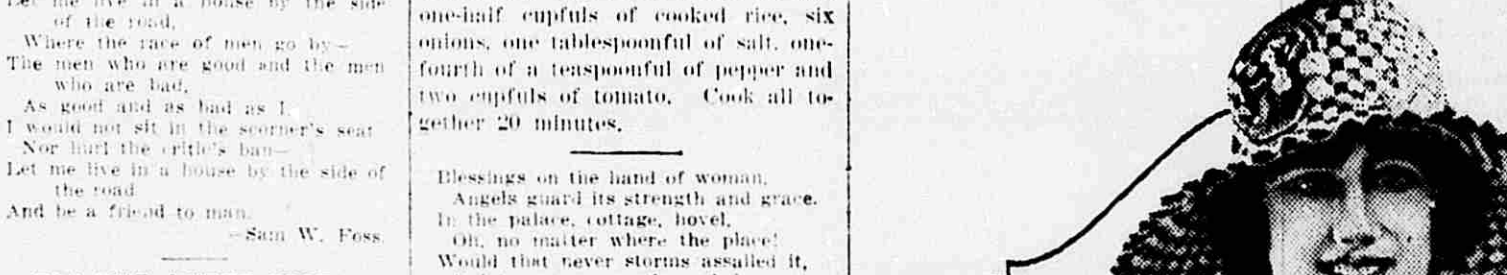 Let me live in a house by the side
of the road,
Where the race of men go by—
The men who are good and the men
who are bad,
As good and as bad as I.
I would not sit in the scorner's seat
Nor hurl the critic's ban—
Let me live in a house by the side of
the road
And be a friend to man.
—Sam W. Foss.
one-half cupfuls of cooked rice, six
onions, one tablespoonful of salt, one-
fourth of a teaspoonful of pepper and
two cupfuls of tomato. Cook all to-
gether 20 minutes.
Blessings on the hand of woman,
Angels guard its strength and grace.
In the palace, cottage, hovel,
Oh, no matter where the place!
Would that never storms assailed it,